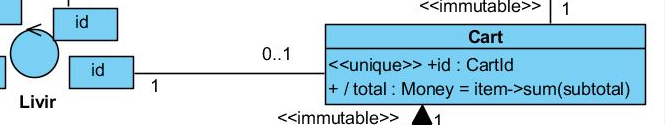 <<immutable>> 1
id
Cart
0..1
<<unique>> +id : CartId
id
1
+ / total : Money = item->sum(subtotal)
Livir
<<immutable>> 1